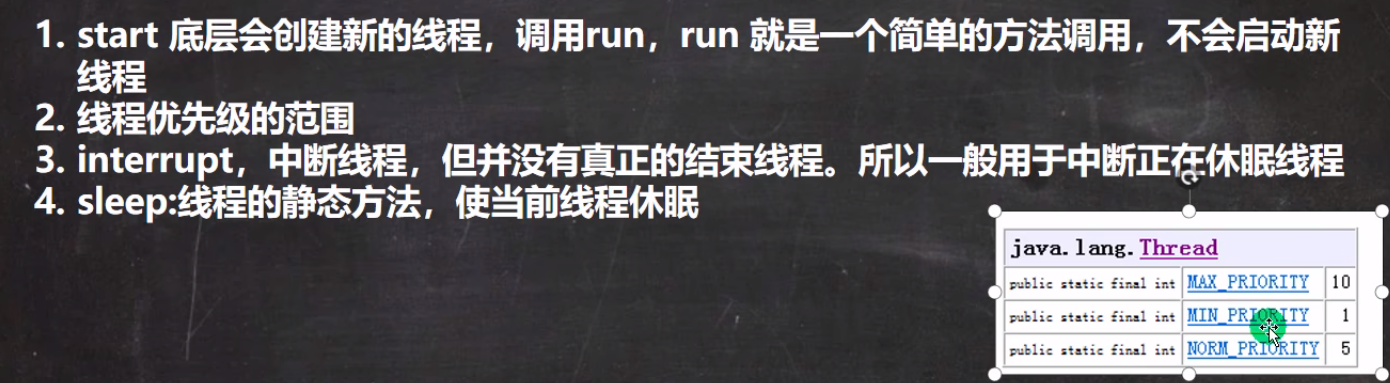 1. start 底层会创建新的线程，调用run，run 就是一个简单的方法调用，不会启动新
线程
2. 线程优先级的范围
3. interrupt，中断线程，但并没有真正的结束线程。所以一般用于中断正在休眠线程
4. sleep:线程的静态方法，使当前线程休眠
java.lang.Thread
public static final int MAX_PRIORITY 10
public static final int MIN_PRIORITY 1
public static final int NORM_PRIORITY 5